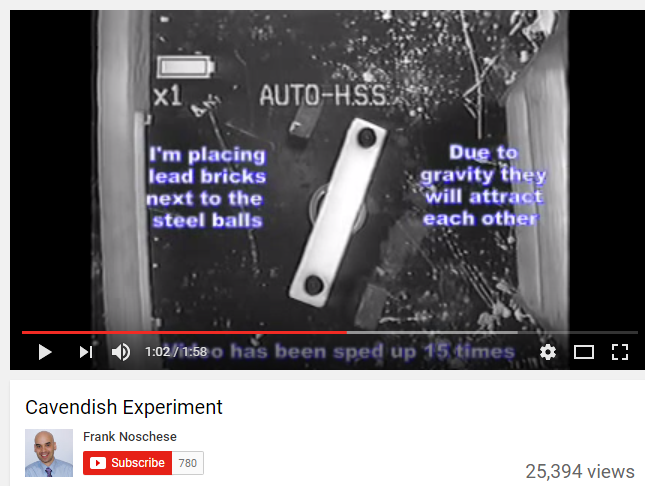 x1
AUTO-H.S.S.
I'm placing
lead bricks
next to the
steel balls
Due to
gravity they
will attract
each other
Video has been sped up 15 times
1:02 / 1:58
Cavendish Experiment
Frank Noschese
Subscribe 780
25,394 views